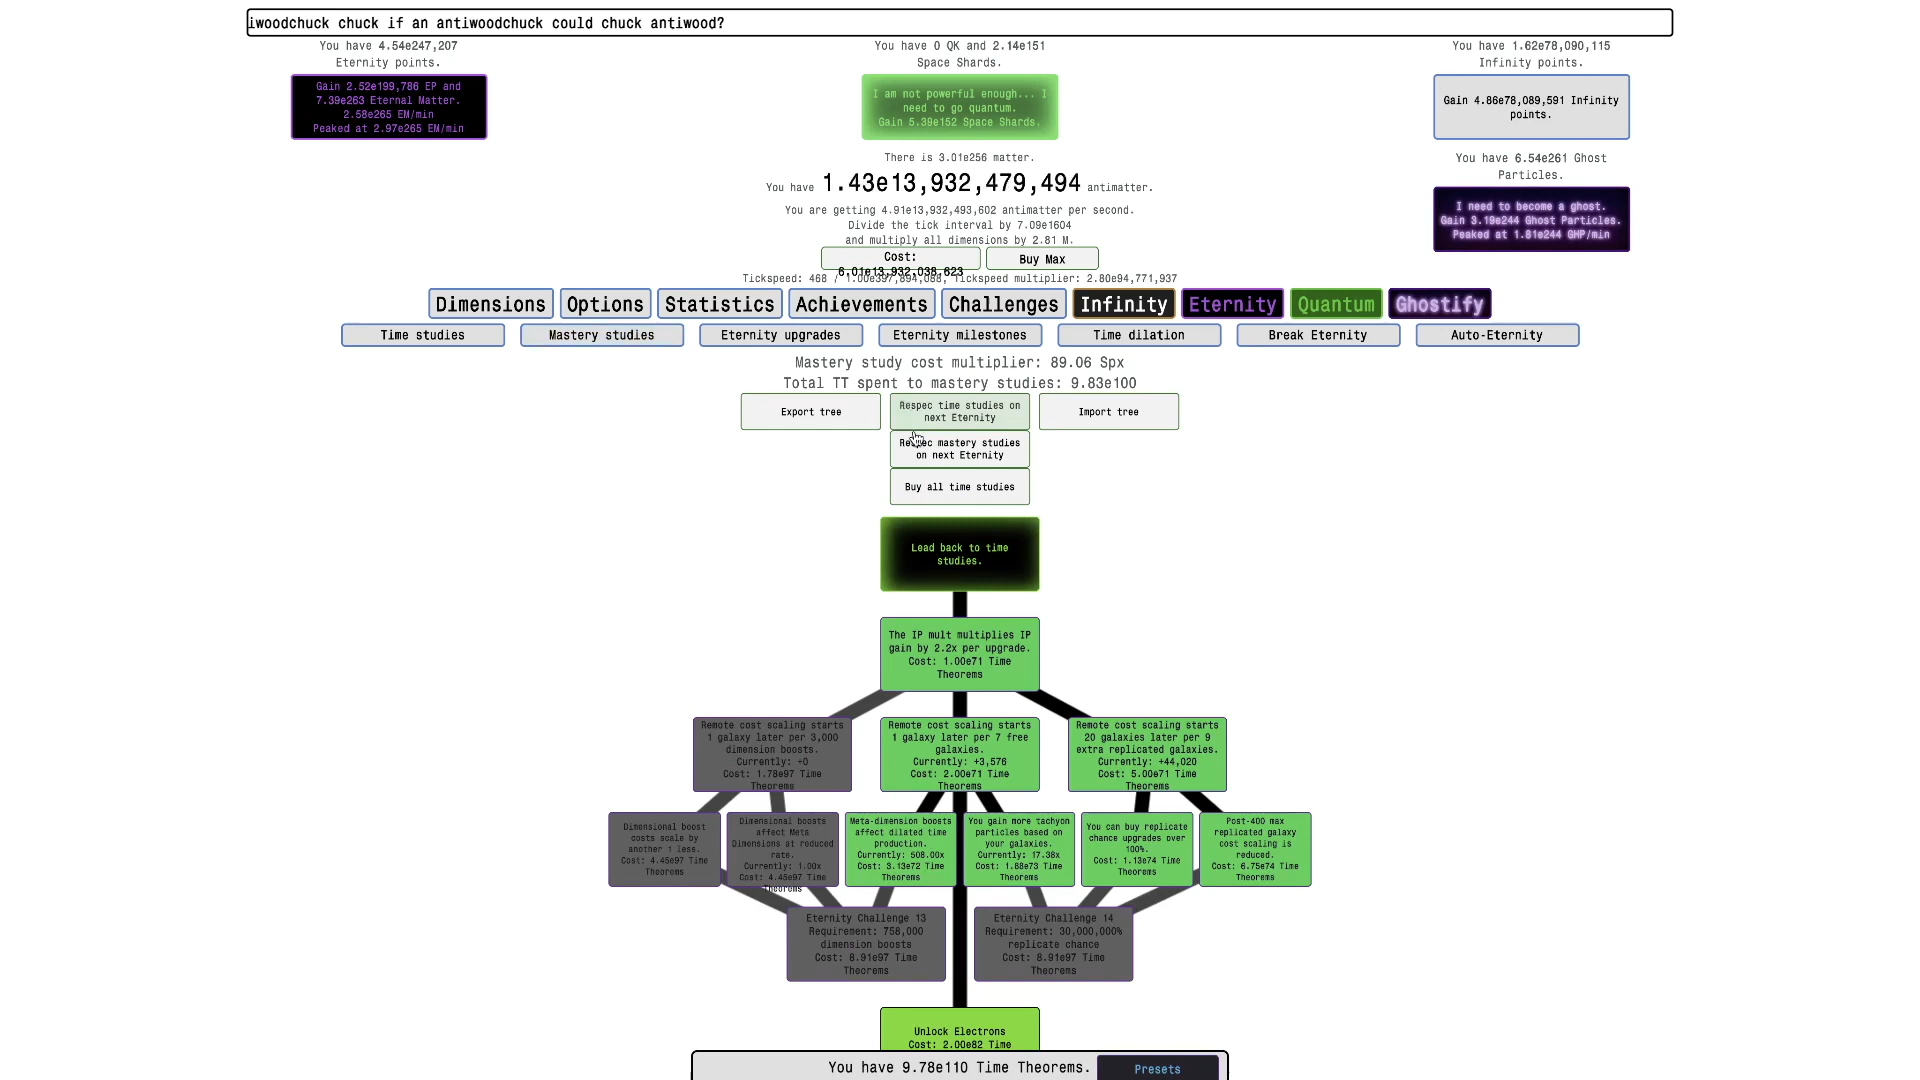 iwoodchuck chuck if an antiwoodchuck could chuck antiwood?
You have 4.54e247,207
Eternity points.
Gain 2.52e199,786 EP and
7.39e263 Eternal Matter.
2.58e265 EM/min
Peaked at 2.97e265 EM/min
You have 0 QK and 2.14e151
Space Shards.
I am not powerful enough... I
need to go quantum.
Gain 5.39e152 Space Shards.
You have 1.62e78,090,115
Infinity points.
Gain 4.86e78,089,591 Infinity
points.
You have 6.54e261 Ghost
Particles.
I need to become a ghost.
Gain 3.19e244 Ghost Particles.
Peaked at 1.81e244 GHP/min
There is 3.01e256 matter.
You have 1.43e13,932,479,494 antimatter.
You are getting 4.91e13,932,493,602 antimatter per second.
Divide the tick interval by 7.09e1604
and multiply all dimensions by 2.81 M.
Cost:
6.01e13,932,038,623
Buy Max
Tickspeed: 468 / 1.00e397,894,088, Tickspeed multiplier: 2.80e94,771,937
Dimensions
Options
Statistics
Achievements
Challenges
Infinity
Eternity
Quantum
Ghostify
Time studies
Mastery studies
Eternity upgrades
Eternity milestones
Time dilation
Break Eternity
Auto-Eternity
Mastery study cost multiplier: 89.06 Spx
Total TT spent to mastery studies: 9.83e100
Export tree
Respec time studies on
next Eternity
Import tree
Respec mastery studies
on next Eternity
Buy all time studies
Lead back to time
studies.
The IP mult multiplies IP
gain by 2.2x per upgrade.
Cost: 1.00e71 Time
Theorems
Remote cost scaling starts
1 galaxy later per 3,000
dimension boosts.
Currently: +0
Cost: 1.78e97 Time
Theorems
Remote cost scaling starts
1 galaxy later per 7 free
galaxies.
Currently: +3,576
Cost: 2.00e71 Time
Theorems
Remote cost scaling starts
20 galaxies later per 9
extra replicated galaxies.
Currently: +44,020
Cost: 5.00e71 Time
Theorems
Dimensional boost
costs scale by
another 1 less.
Cost: 4.45e97 Time
Theorems
Dimensional boosts
affect Meta
Dimensions at reduced
rate.
Currently: 1.00x
Cost: 4.45e97 Time
Theorems
Meta-dimension boosts
affect dilated time
production.
Currently: 508.00x
Cost: 3.13e72 Time
Theorems
You gain more tachyon
particles based on
your galaxies.
Currently: 17.38x
Cost: 1.88e73 Time
Theorems
You can buy replicate
chance upgrades over
100%.
Cost: 1.13e74 Time
Theorems
Post-400 max
replicated galaxy
cost scaling is
reduced.
Cost: 6.75e74 Time
Theorems
Eternity Challenge 13
Requirement: 758,000
dimension boosts
Cost: 8.91e97 Time
Theorems
Eternity Challenge 14
Requirement: 30,000,000%
replicate chance
Cost: 8.91e97 Time
Theorems
Unlock Electrons
Cost: 2.00e82 Time
You have 9.78e110 Time Theorems.
Presets